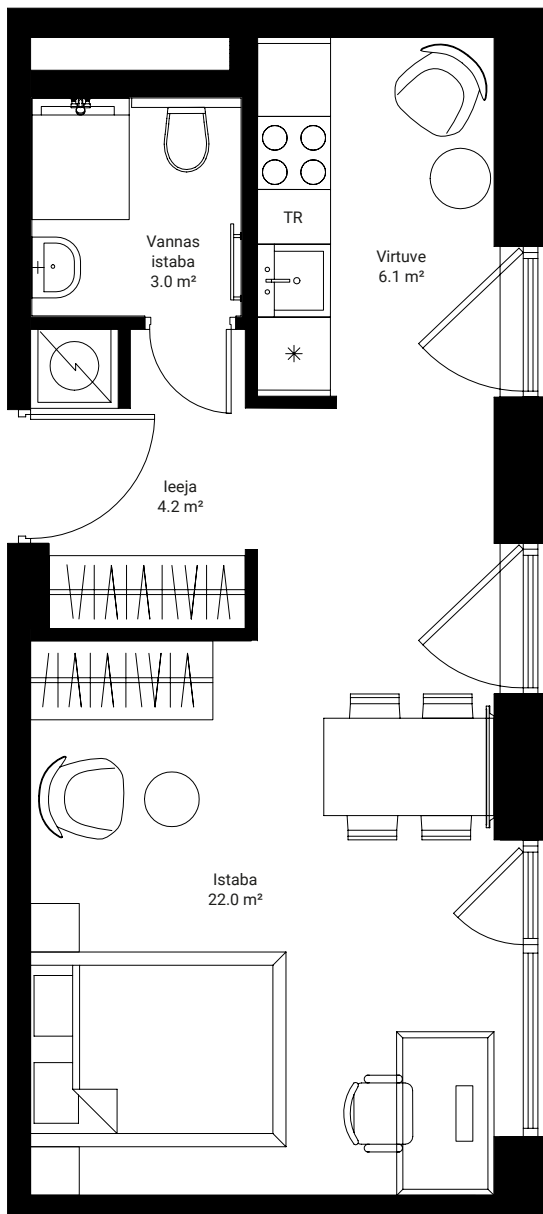 Vannas
istaba
3.0 m²
TR
Virtuve
6.1 m²
Ieeja
4.2 m²
Istaba
22.0 m²